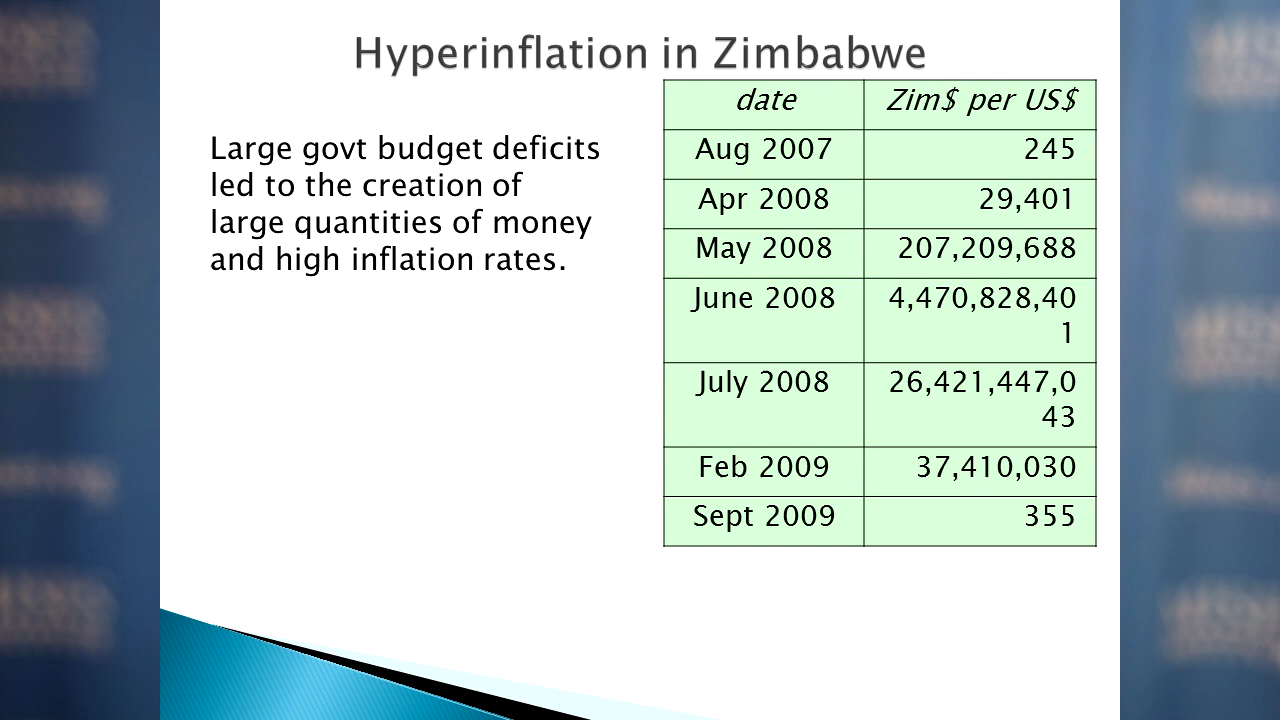 Hyperinflation in Zimbabwe
Large govt budget deficits
led to the creation of
large quantities of money
and high inflation rates.
date Zim$ per US$
Aug 2007 245
Apr 2008 29,401
May 2008 207,209,688
June 2008 4,470,828,40
1
July 2008 26,421,447,0
43
Feb 2009 37,410,030
Sept 2009 355